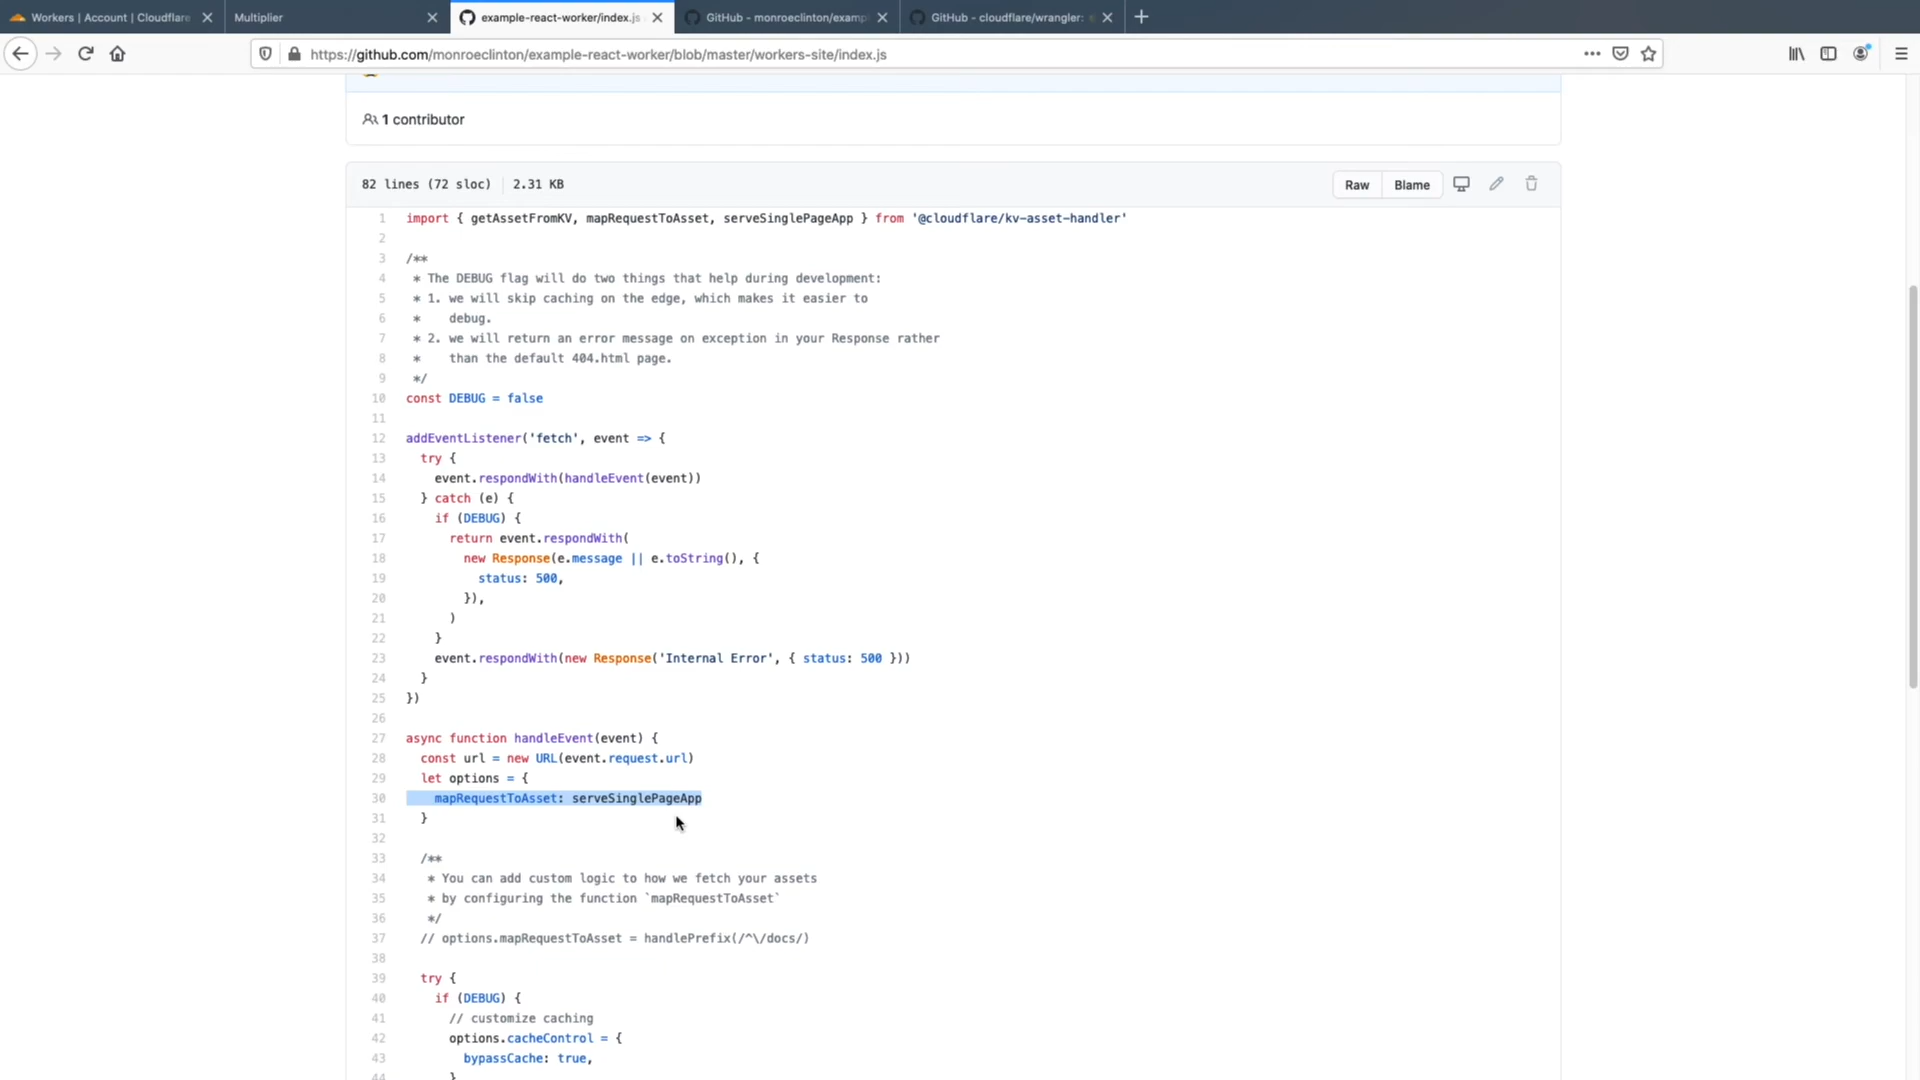 Workers | Account | Cloudflare
Multiplier
example-react-worker/index.js
GitHub - monroeclinton/examp
GitHub - cloudflare/wrangler:
https://github.com/monroeclinton/example-react-worker/blob/master/workers-site/index.js
1 contributor
82 lines (72 sloc) 2.31 KB
Raw Blame
1 import { getAssetFromKV, mapRequestToAsset, serveSinglePageApp } from '@cloudflare/kv-asset-handler'
2
3 /**
4 * The DEBUG flag will do two things that help during development:
5 * 1. we will skip caching on the edge, which makes it easier to
6 * debug.
7 * 2. we will return an error message on exception in your Response rather
8 * than the default 404.html page.
9 */
10 const DEBUG = false
11
12 addEventListener('fetch', event => {
13 try {
14 event.respondWith(handleEvent(event))
15 } catch (e) {
16 if (DEBUG) {
17 return event.respondWith(
18 new Response(e.message || e.toString(), {
19 status: 500,
20 }),
21 )
22 }
23 event.respondWith(new Response('Internal Error', { status: 500 }))
24 }
25 })
26
27 async function handleEvent(event) {
28 const url = new URL(event.request.url)
29 let options = {
30 mapRequestToAsset: serveSinglePageApp
31 }
32
33 /**
34 * You can add custom logic to how we fetch your assets
35 * by configuring the function `mapRequestToAsset`
36 */
37 // options.mapRequestToAsset = handlePrefix(/^\/docs/)
38
39 try {
40 if (DEBUG) {
41 // customize caching
42 options.cacheControl = {
43 bypassCache: true,
44 }